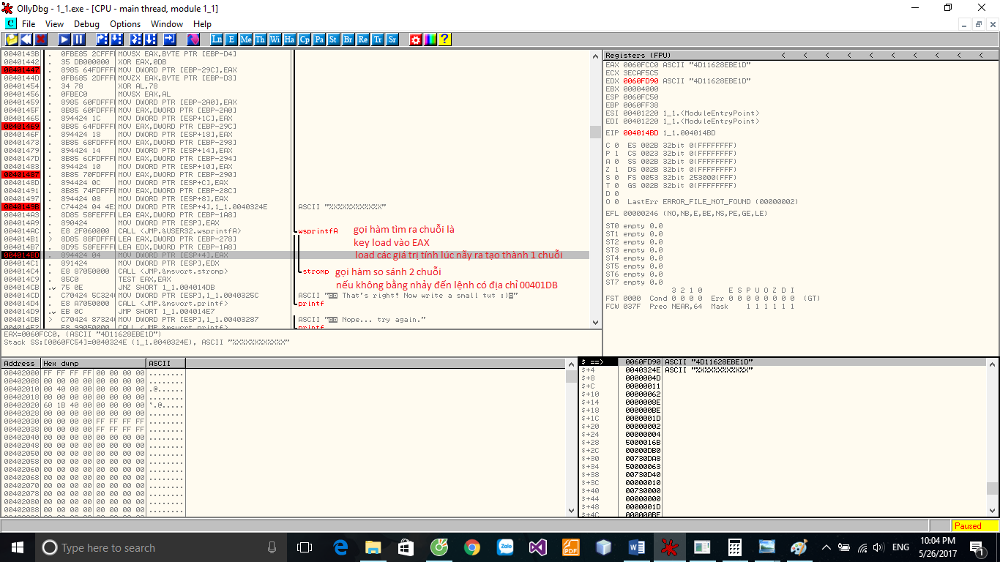 OllyDbg - 1_1.exe - [CPU - main thread, module 1_1]
File View Debug Options Window Help
Ln E Me Th Wi Ha Cp Pa St Br Re Tr Sr ?
0040143B . 0FBE85 2CFFFF MOVSX EAX,BYTE PTR [EBP-D4]
00401442 . 35 DB000000 XOR EAX,0DB
00401447 . 8985 64FDFFFF MOV DWORD PTR [EBP-29C],EAX
0040144D . 0FB685 2DFFFF MOVZX EAX,BYTE PTR [EBP-D3]
00401454 . 34 78 XOR AL,78
00401456 . 0FBEC0 MOVSX EAX,AL
00401459 . 8985 60FDFFFF MOV DWORD PTR [EBP-2A0],EAX
0040145F . 8B85 60FDFFFF MOV EAX,DWORD PTR [EBP-2A0]
00401465 . 894424 1C MOV DWORD PTR [ESP+1C],EAX
00401469 . 8B85 64FDFFFF MOV EAX,DWORD PTR [EBP-29C]
0040146F . 894424 18 MOV DWORD PTR [ESP+18],EAX
00401473 . 8B85 68FDFFFF MOV EAX,DWORD PTR [EBP-298]
00401479 . 894424 14 MOV DWORD PTR [ESP+14],EAX
0040147D . 8B85 6CFDFFFF MOV EAX,DWORD PTR [EBP-294]
00401483 . 894424 10 MOV DWORD PTR [ESP+10],EAX
00401487 . 8B85 70FDFFFF MOV EAX,DWORD PTR [EBP-290]
0040148D . 894424 0C MOV DWORD PTR [ESP+C],EAX
00401491 . 8B85 74FDFFFF MOV EAX,DWORD PTR [EBP-28C]
00401497 . 894424 08 MOV DWORD PTR [ESP+8],EAX
0040149B . C74424 04 4E: MOV DWORD PTR [ESP+4],1_1.0040324E ASCII "%X%X%X%X%X%X"
004014A3 . 8D85 58FEFFFF LEA EAX,DWORD PTR [EBP-1A8]
004014A9 . 890424 MOV DWORD PTR [ESP],EAX
004014AC . E8 2F060000 CALL <JMP.&USER32.wsprintfA> wsprintfA
004014B1 > 8D85 88FDFFFF LEA EAX,DWORD PTR [EBP-278]
004014B7 . 8D95 58FEFFFF LEA EDX,DWORD PTR [EBP-1A8]
004014BD . 894424 04 MOV DWORD PTR [ESP+4],EAX
004014C1 . 891424 MOV DWORD PTR [ESP],EDX
004014C4 . E8 87050000 CALL <JMP.&msvcrt.strcmp> strcmp
004014C9 . 85C0 TEST EAX,EAX
004014CB . 75 0E JNZ SHORT 1_1.004014DB
004014CD . C70424 5C324 MOV DWORD PTR [ESP],1_1.0040325C ASCII " That's right! Now write a small tut :)"
004014D4 . E8 A7050000 CALL <JMP.&msvcrt.printf> printf
004014D9 . EB 0C JMP SHORT 1_1.004014E7
004014DB > C70424 87324 MOV DWORD PTR [ESP],1_1.00403287 ASCII " Nope... try again."
004014E2 . E8 99050000 CALL <JMP.&msvcrt.printf> printf
gọi hàm tìm ra chuỗi là
key load vào EAX
load các giá trị tính lúc nãy ra tạo thành 1 chuỗi
gọi hàm so sánh 2 chuỗi
nếu không bằng nhảy đến lệnh có địa chỉ 00401DB
EAX=0060FCC0, (ASCII "4D11628EBE1D")
Stack SS:[0060FC54]=0040324E (1_1.0040324E), ASCII "%X%X%X%X%X%X"
Registers (FPU) < < < < < < < < < <
EAX 0060FCC0 ASCII "4D11628EBE1D"
ECX 3ECAF5C5
EDX 0060FD90 ASCII "4D11628EBE1D"
EBX 00004000
ESP 0060FC50
EBP 0060FF38
ESI 00401220 1_1.<ModuleEntryPoint>
EDI 00401220 1_1.<ModuleEntryPoint>
EIP 004014BD 1_1.004014BD
C 0 ES 002B 32bit 0(FFFFFFFF)
P 1 CS 0023 32bit 0(FFFFFFFF)
A 0 SS 002B 32bit 0(FFFFFFFF)
Z 1 DS 002B 32bit 0(FFFFFFFF)
S 0 FS 0053 32bit 253000(FFF)
T 0 GS 002B 32bit 0(FFFFFFFF)
D 0
O 0 LastErr ERROR_FILE_NOT_FOUND (00000002)
EFL 00000246 (NO,NB,E,BE,NS,PE,GE,LE)
ST0 empty 0.0
ST1 empty 0.0
ST2 empty 0.0
ST3 empty 0.0
ST4 empty 0.0
ST5 empty 0.0
ST6 empty 0.0
ST7 empty 0.0
3 2 1 0 E S P U O Z D I
FST 0000 Cond 0 0 0 0 Err 0 0 0 0 0 0 0 0 (GT)
FCW 037F Prec NEAR,64 Mask 1 1 1 1 1 1
Address Hex dump ASCII
00402000 FF FF FF FF 00 00 00 00 ........
00402008 00 00 00 00 00 00 00 00 ........
00402010 00 40 00 00 00 00 00 00 .@......
00402018 00 00 00 00 00 00 00 00 ........
00402020 60 1B 40 00 00 00 00 00 `.@.....
00402028 00 00 00 00 00 00 00 00 ........
00402030 00 00 00 00 FF FF FF FF ........
00402038 00 00 00 00 FF FF FF FF ........
00402040 00 00 00 00 00 00 00 00 ........
00402048 00 00 00 00 00 00 00 00 ........
00402050 00 00 00 00 00 00 00 00 ........
00402058 00 00 00 00 00 00 00 00 ........
00402060 00 00 00 00 00 00 00 00 ........
00402068 00 00 00 00 00 00 00 00 ........
00402070 00 00 00 00 00 00 00 00 ........
00402078 00 00 00 00 00 00 00 00 ........
00402080 00 00 00 00 00 00 00 00 ........
00402088 00 00 00 00 00 00 00 00 ........
$ ==> 0060FD90 ASCII "4D11628EBE1D"
$+4 0040324E ASCII "%X%X%X%X%X%X"
$+8 0000004D
$+C 00000011
$+10 00000062
$+14 0000008E
$+18 000000BE
$+1C 0000001D
$+20 00000002
$+24 00000004
$+28 5000016B
$+2C 00000DB0
$+30 00730DA8
$+34 50000063
$+38 00730D40
$+3C 00000010
$+40 00730000
$+44 00000000
$+48 0000001D
$+4C 000000BE
Paused
Type here to search
Zalo
PDF
ENG
10:04 PM
5/26/2017
1